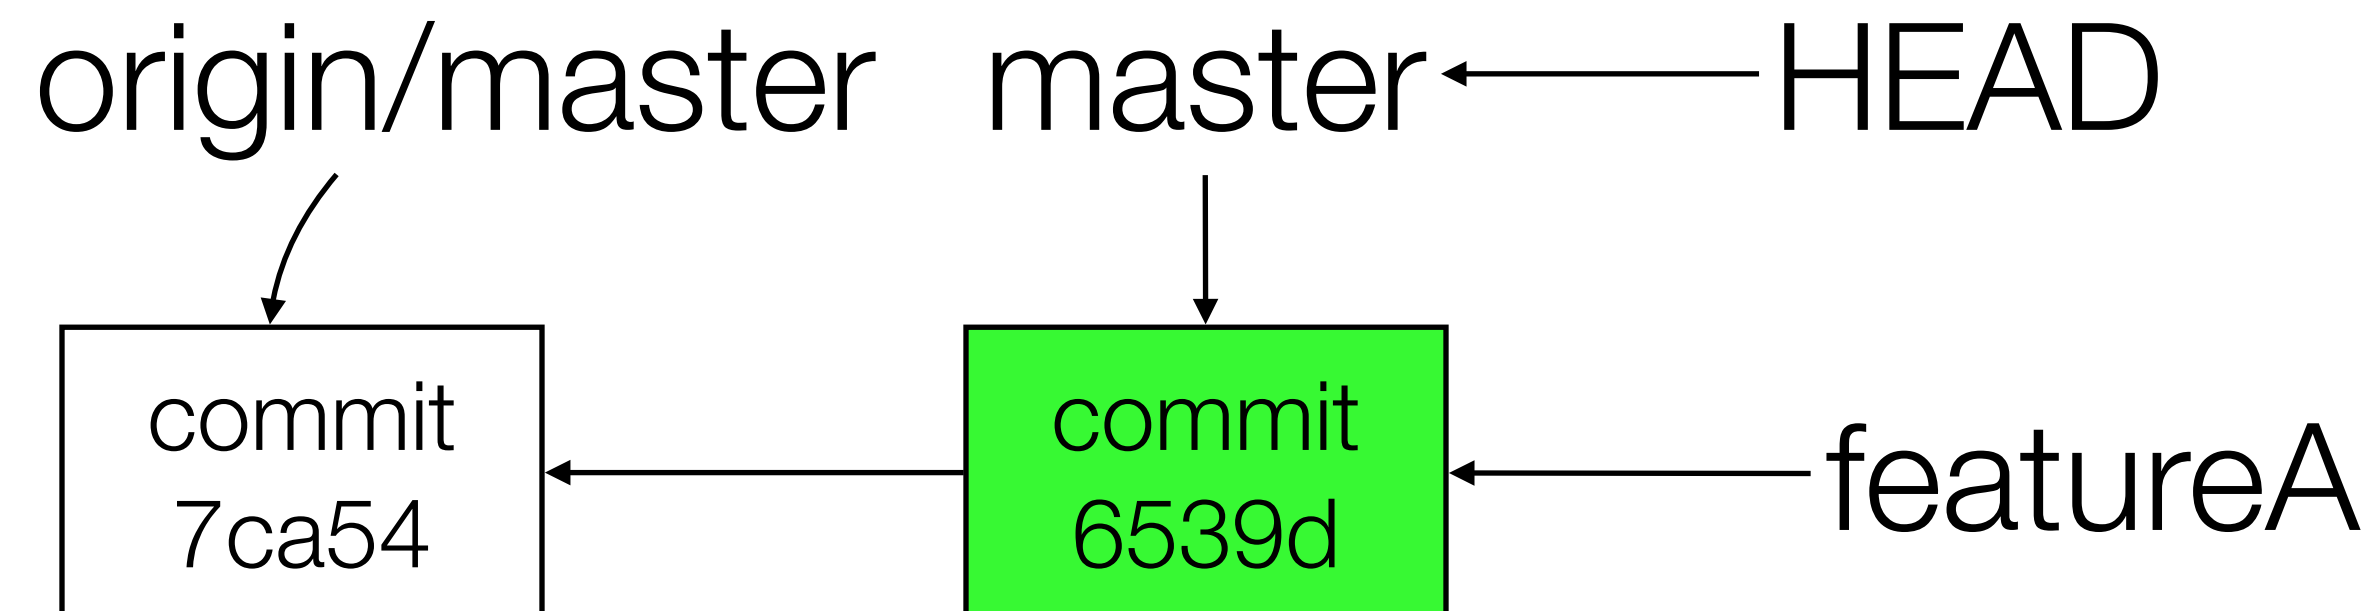 origin/master
master
HEAD
commit
7ca54
commit
6539d
featureA